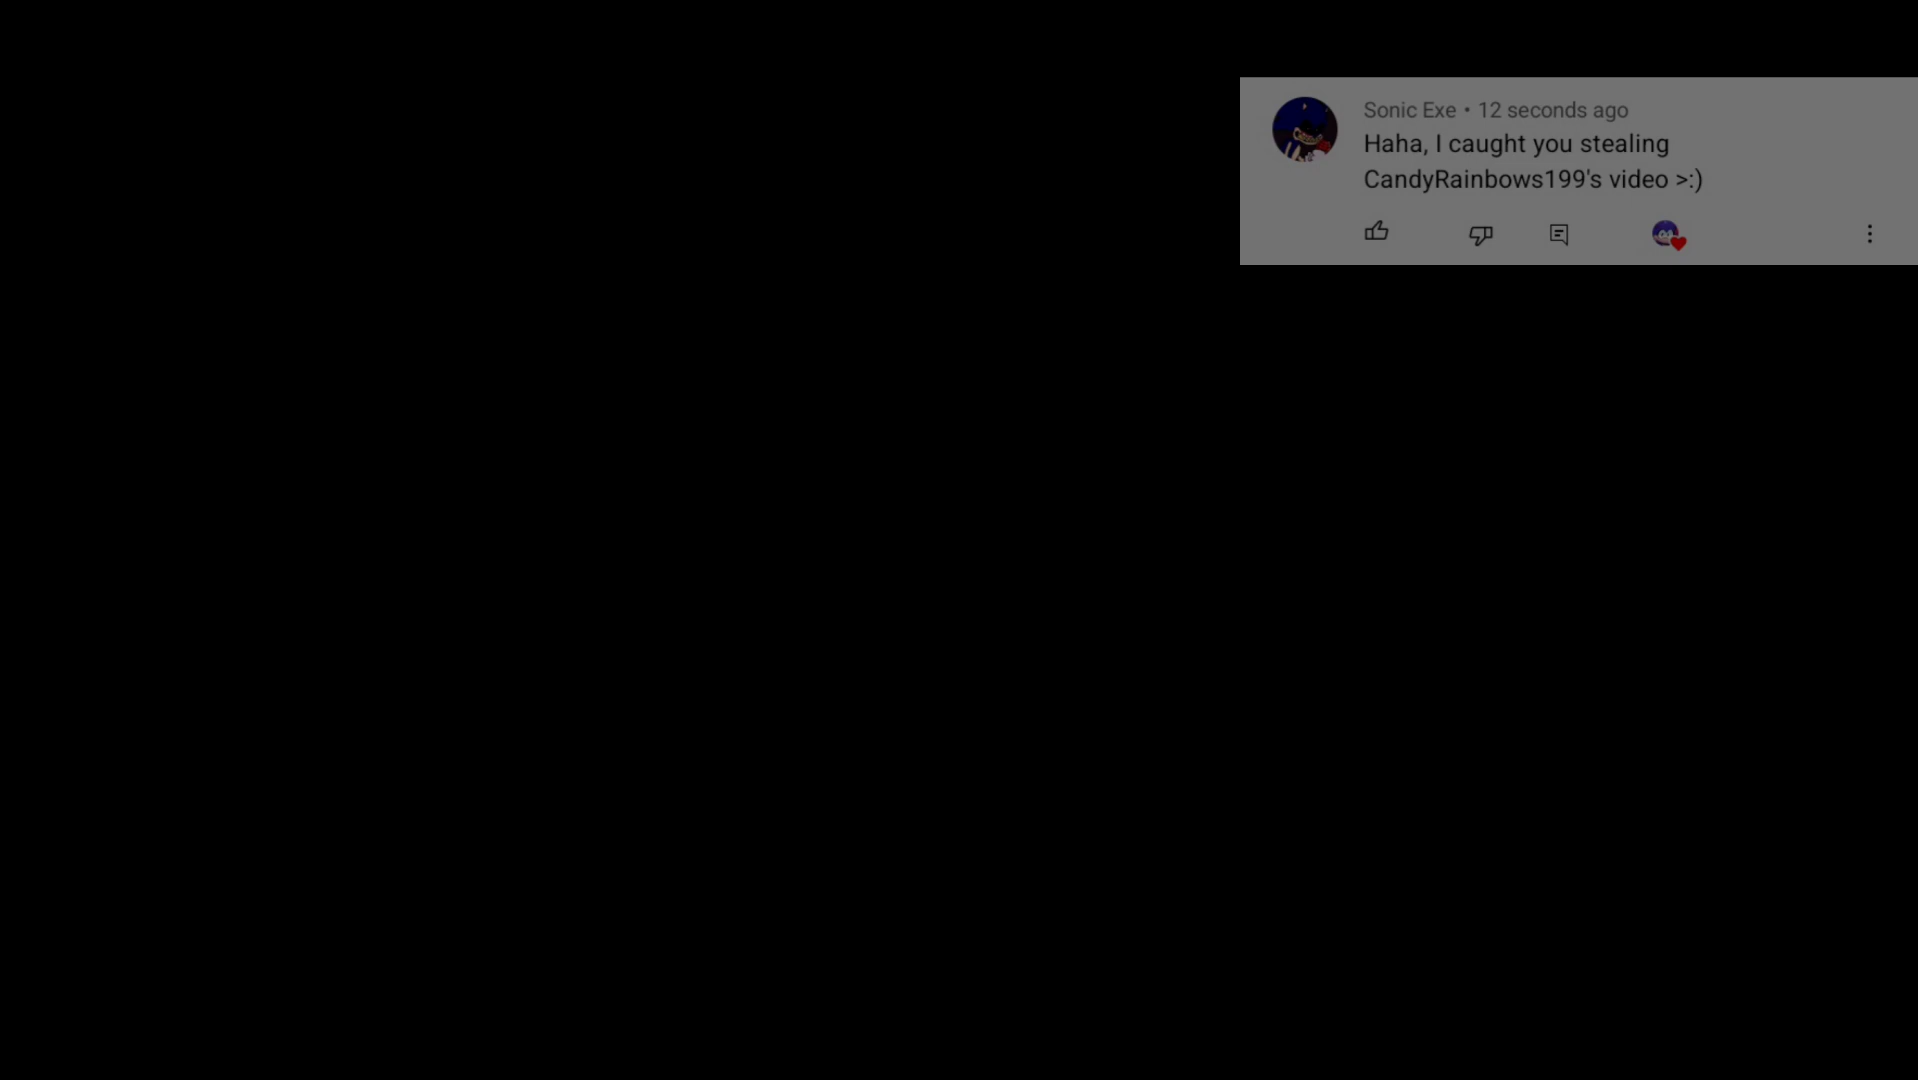 Sonic Exe • 12 seconds ago
Haha, I caught you stealing
CandyRainbows199's video >:)